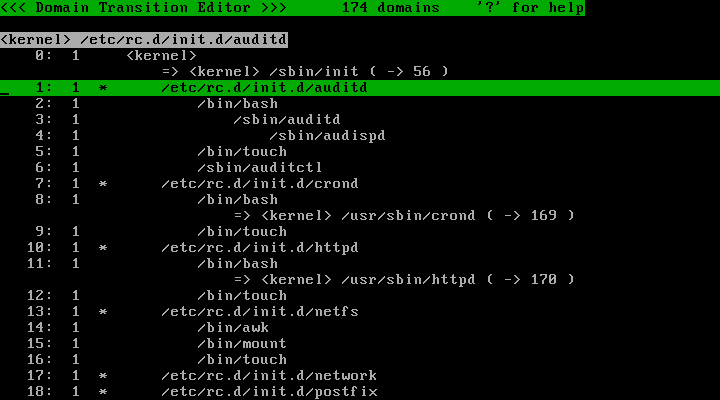 <<< Domain Transition Editor >>>      174 domains    '?' for help
<kernel> /etc/rc.d/init.d/auditd
   0:  1     <kernel>
                 => <kernel> /sbin/init ( -> 56 )
_  1:  1  *      /etc/rc.d/init.d/auditd
   2:  1             /bin/bash
   3:  1                 /sbin/auditd
   4:  1                     /sbin/audispd
   5:  1             /bin/touch
   6:  1             /sbin/auditctl
   7:  1  *      /etc/rc.d/init.d/crond
   8:  1             /bin/bash
                         => <kernel> /usr/sbin/crond ( -> 169 )
   9:  1             /bin/touch
  10:  1  *      /etc/rc.d/init.d/httpd
  11:  1             /bin/bash
                         => <kernel> /usr/sbin/httpd ( -> 170 )
  12:  1             /bin/touch
  13:  1  *      /etc/rc.d/init.d/netfs
  14:  1             /bin/awk
  15:  1             /bin/mount
  16:  1             /bin/touch
  17:  1  *      /etc/rc.d/init.d/network
  18:  1  *      /etc/rc.d/init.d/postfix